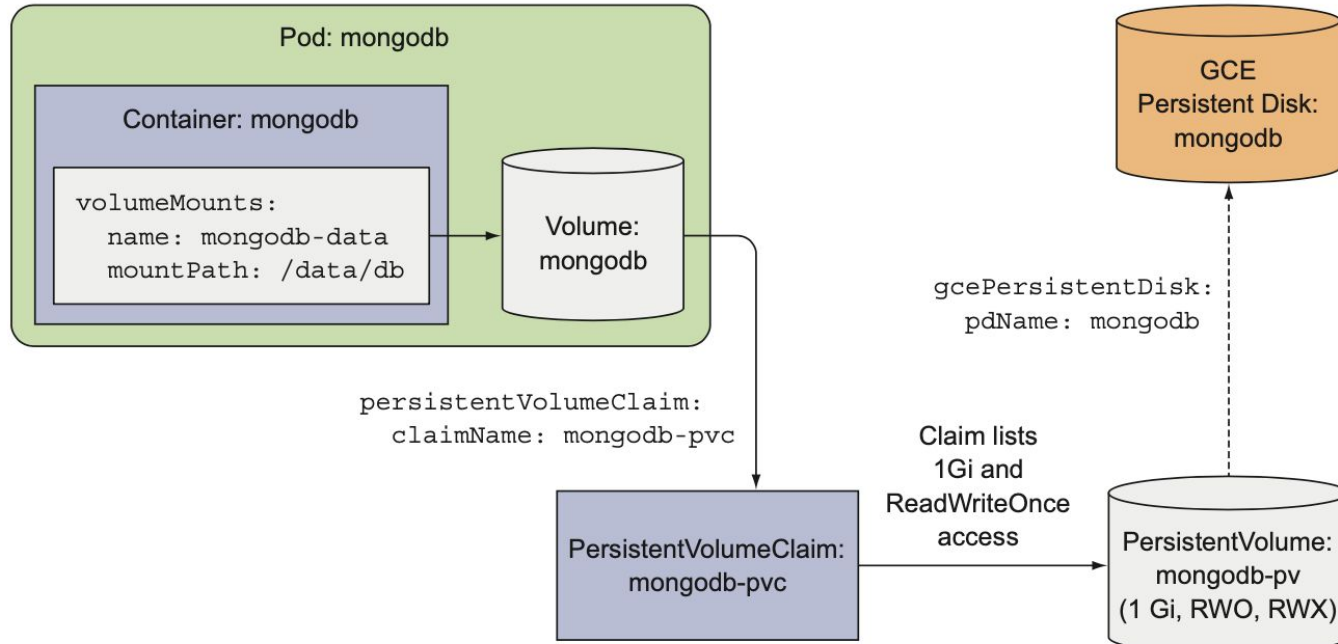 Pod: mongodb
Container: mongodb
volumeMounts:
  name: mongodb-data
  mountPath: /data/db
Volume:
mongodb
GCE
Persistent Disk:
mongodb
gcePersistentDisk:
  pdName: mongodb
persistentVolumeClaim:
  claimName: mongodb-pvc
Claim lists
1Gi and
ReadWriteOnce
access
PersistentVolumeClaim:
mongodb-pvc
PersistentVolume:
mongodb-pv
(1 Gi, RWO, RWX)